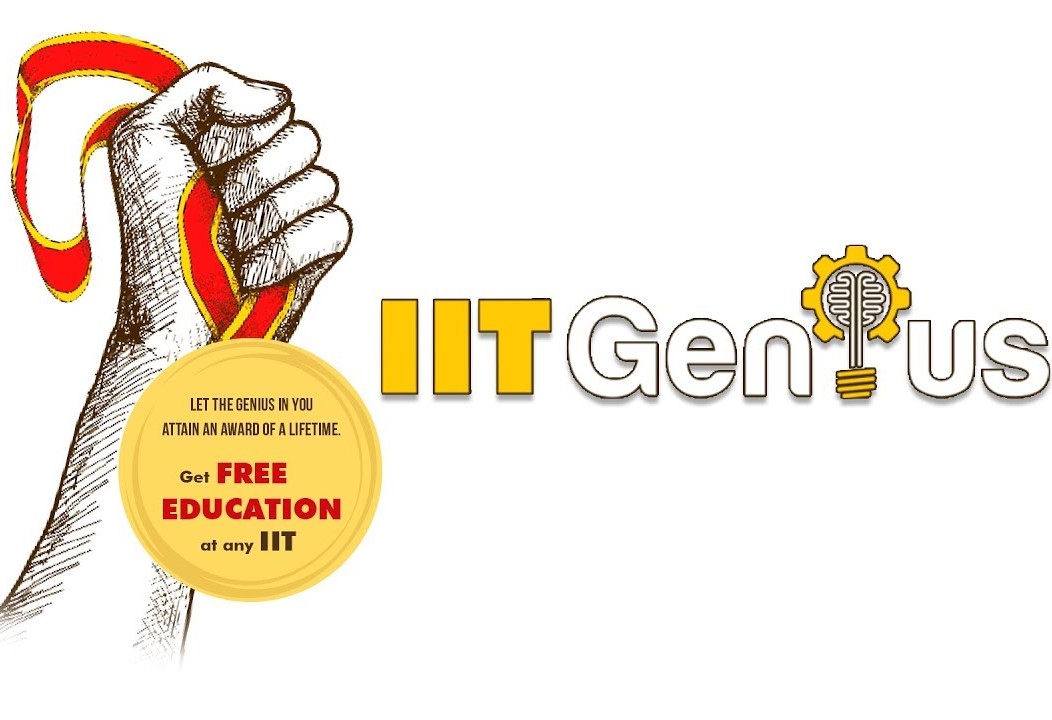 LET THE GENIUS IN YOU
ATTAIN AN AWARD OF A LIFETIME.
Get FREE
EDUCATION
at any IIT
IIT Genius